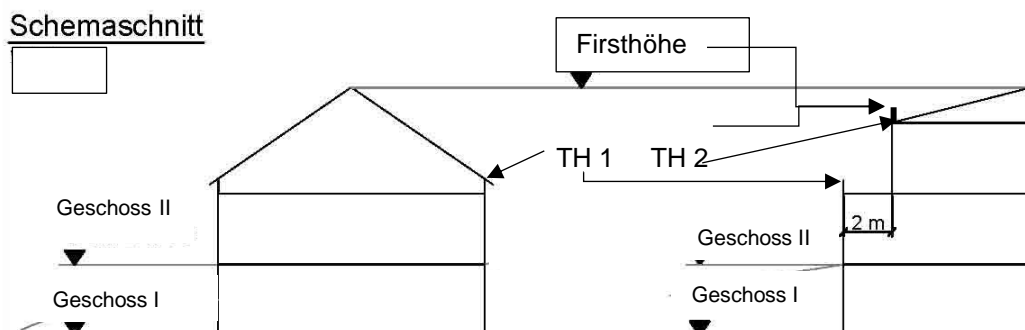 Schemaschnitt
Firsthöhe
TH 1 TH 2
Geschoss II
2 m
Geschoss II
Geschoss I
Geschoss I